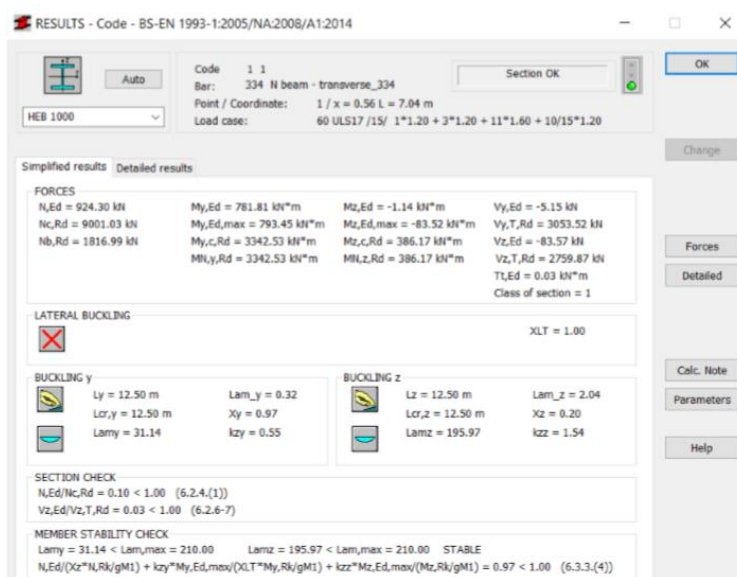 RESULTS - Code - BS-EN 1993-1:2005/NA:2008/A1:2014
Auto
HEB 1000
Code 1 1
Bar: 334 N beam - transverse_334
Point / Coordinate: 1 / x = 0.56 L = 7.04 m
Load case: 60 ULS17 /15/ 1*1.20 + 3*1.20 + 11*1.60 + 10/15*1.20
Section OK
OK
Change
Forces
Detailed
Calc. Note
Parameters
Help
Simplified results Detailed results
FORCES
N,Ed = 924.30 kN My,Ed = 781.81 kN*m Mz,Ed = -1.14 kN*m Vy,Ed = -5.15 kN
Nc,Rd = 9001.03 kN My,Ed,max = 793.45 kN*m Mz,Ed,max = -83.52 kN*m Vy,T,Rd = 3053.52 kN
Nb,Rd = 1816.99 kN My,c,Rd = 3342.53 kN*m Mz,c,Rd = 386.17 kN*m Vz,Ed = -83.57 kN
MN,y,Rd = 3342.53 kN*m MN,z,Rd = 386.17 kN*m Vz,T,Rd = 2759.87 kN
Tt,Ed = 0.03 kN*m
Class of section = 1
LATERAL BUCKLING
XLT = 1.00
BUCKLING y
Ly = 12.50 m Lam_y = 0.32
Lcr,y = 12.50 m Xy = 0.97
Lamy = 31.14 kzy = 0.55
BUCKLING z
Lz = 12.50 m Lam_z = 2.04
Lcr,z = 12.50 m Xz = 0.20
Lamz = 195.97 kzz = 1.54
SECTION CHECK
N,Ed/Nc,Rd = 0.10 < 1.00 (6.2.4.(1))
Vz,Ed/Vz,T,Rd = 0.03 < 1.00 (6.2.6-7)
MEMBER STABILITY CHECK
Lamy = 31.14 < Lam,max = 210.00 Lamz = 195.97 < Lam,max = 210.00 STABLE
N,Ed/(Xz*N,Rk/gM1) + kzy*My,Ed,max/(XLT*My,Rk/gM1) + kzz*Mz,Ed,max/(Mz,Rk/gM1) = 0.97 < 1.00 (6.3.3.(4))